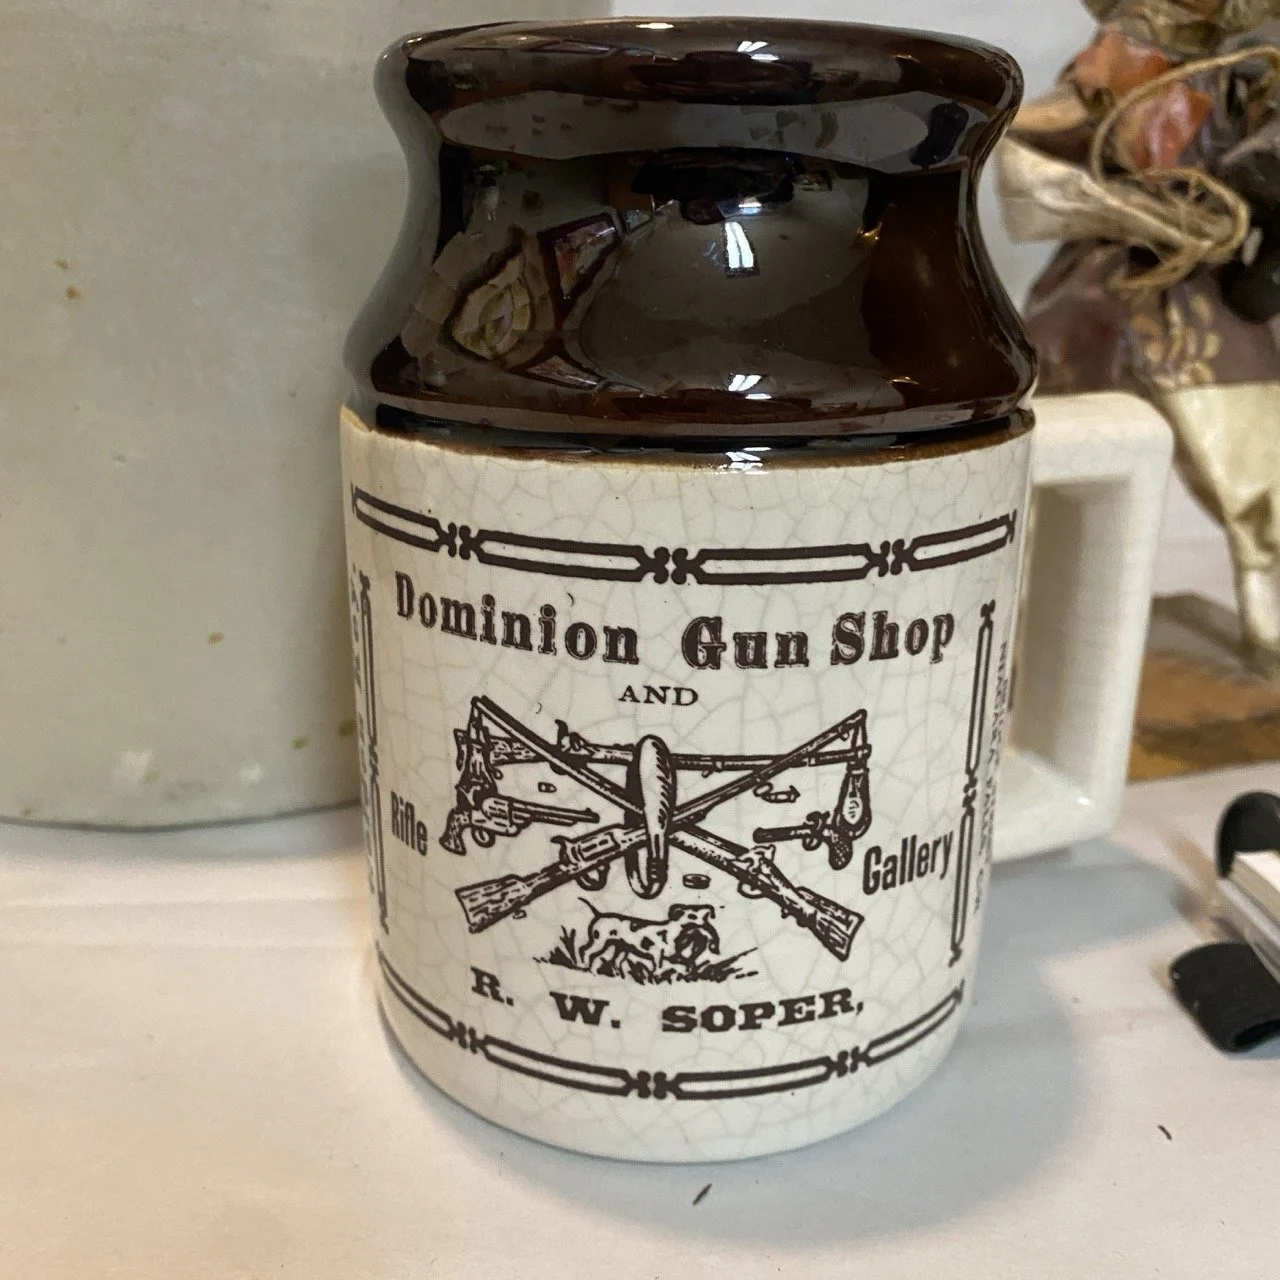 Dominion Gun Shop
AND
Rifle
Gallery
R. W. SOPER,